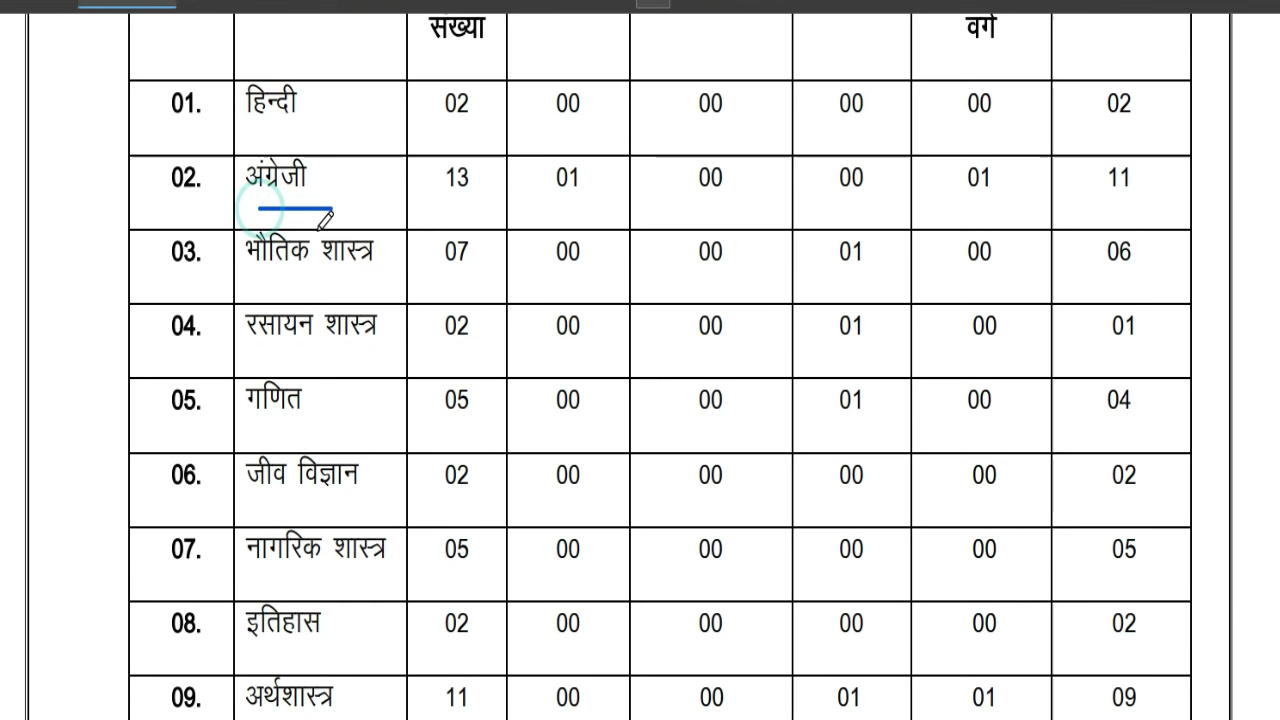 संख्या वर्ग
01. हिन्दी 02 00 00 00 00 02
02. अंग्रेजी 13 01 00 00 01 11
03. भौतिक शास्त्र 07 00 00 01 00 06
04. रसायन शास्त्र 02 00 00 01 00 01
05. गणित 05 00 00 01 00 04
06. जीव विज्ञान 02 00 00 00 00 02
07. नागरिक शास्त्र 05 00 00 00 00 05
08. इतिहास 02 00 00 00 00 02
09. अर्थशास्त्र 11 00 00 01 01 09